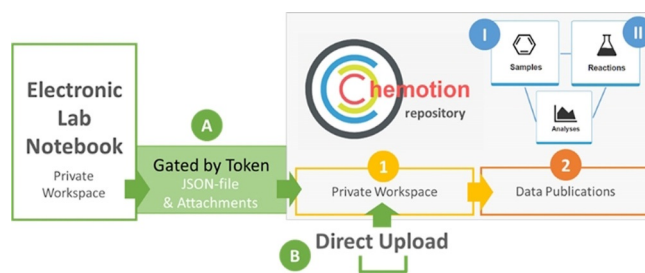 Electronic
Lab
Notebook
Private
Workspace
A
Gated by Token
JSON-file
& Attachments
Chemotion
repository
I
II
Samples
Reactions
Analyses
1
Private Workspace
2
Data Publications
B
Direct Upload